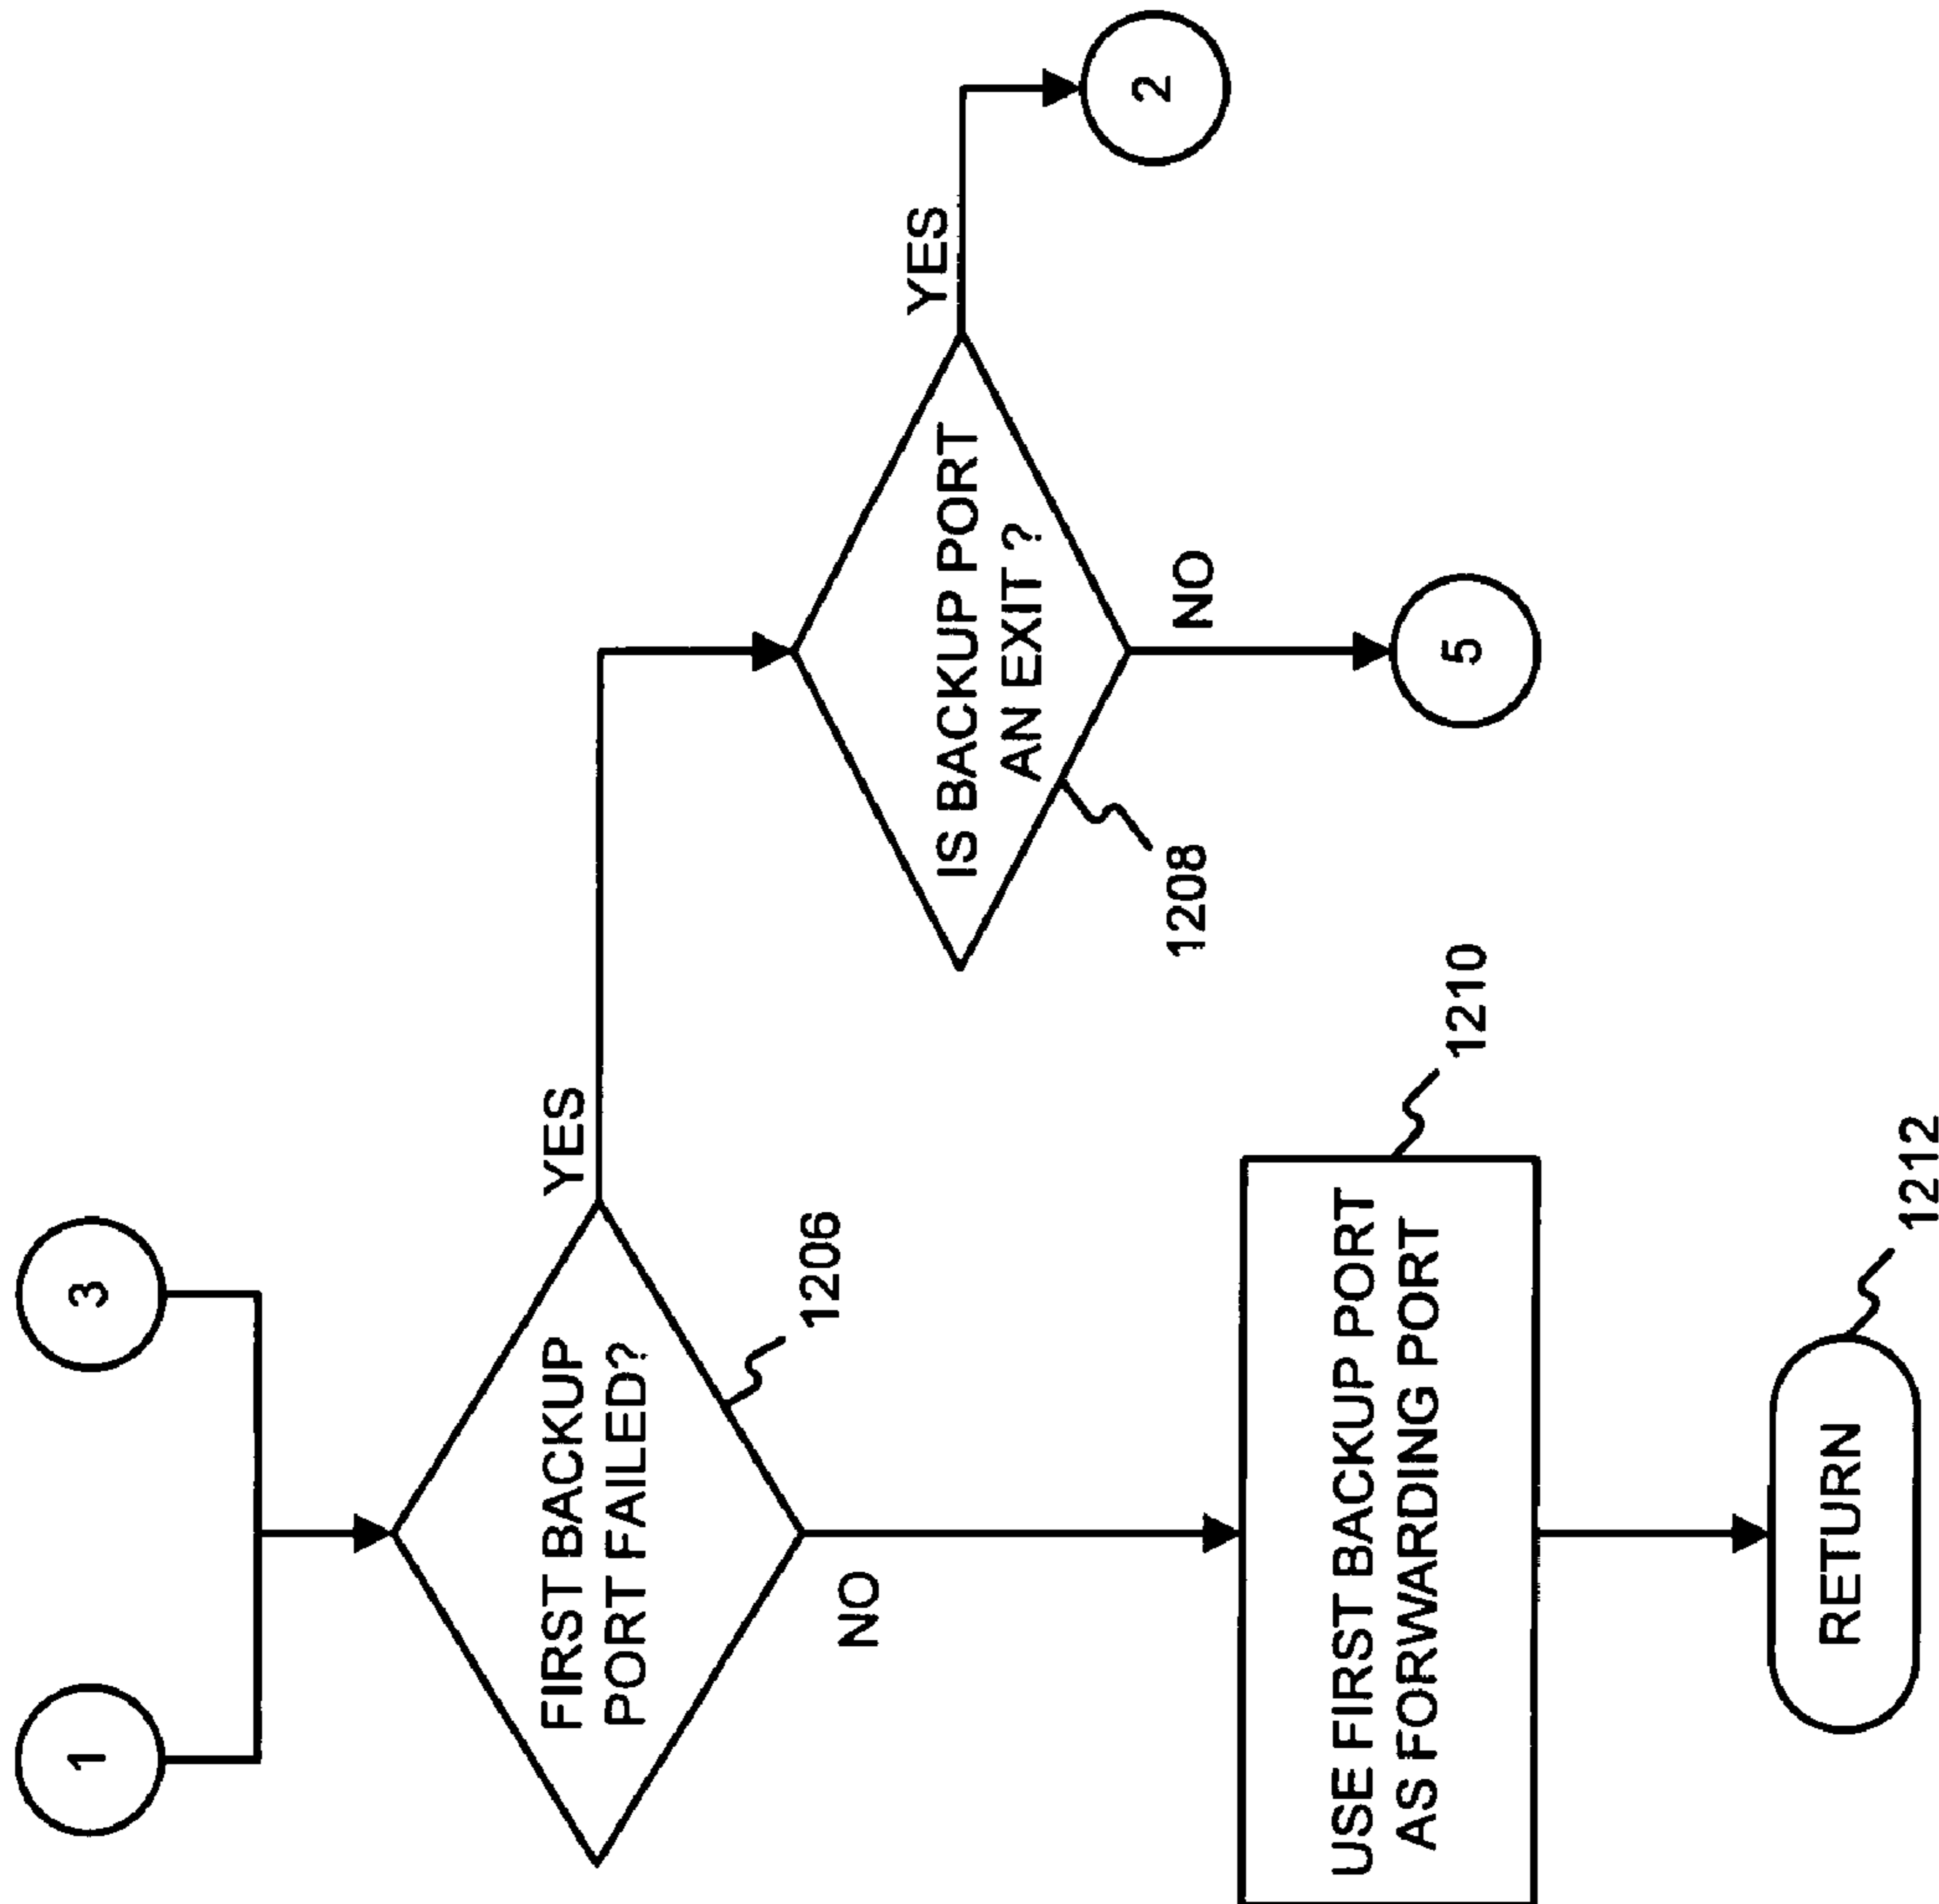 1
3
FIRST BACKUP
PORT FAILED?
YES
1206
NO
IS BACKUP PORT
AN EXIT ?
YES
2
1208
NO
5
USE FIRST BACKUP PORT
AS FORWARDING PORT
1210
RETURN
1212